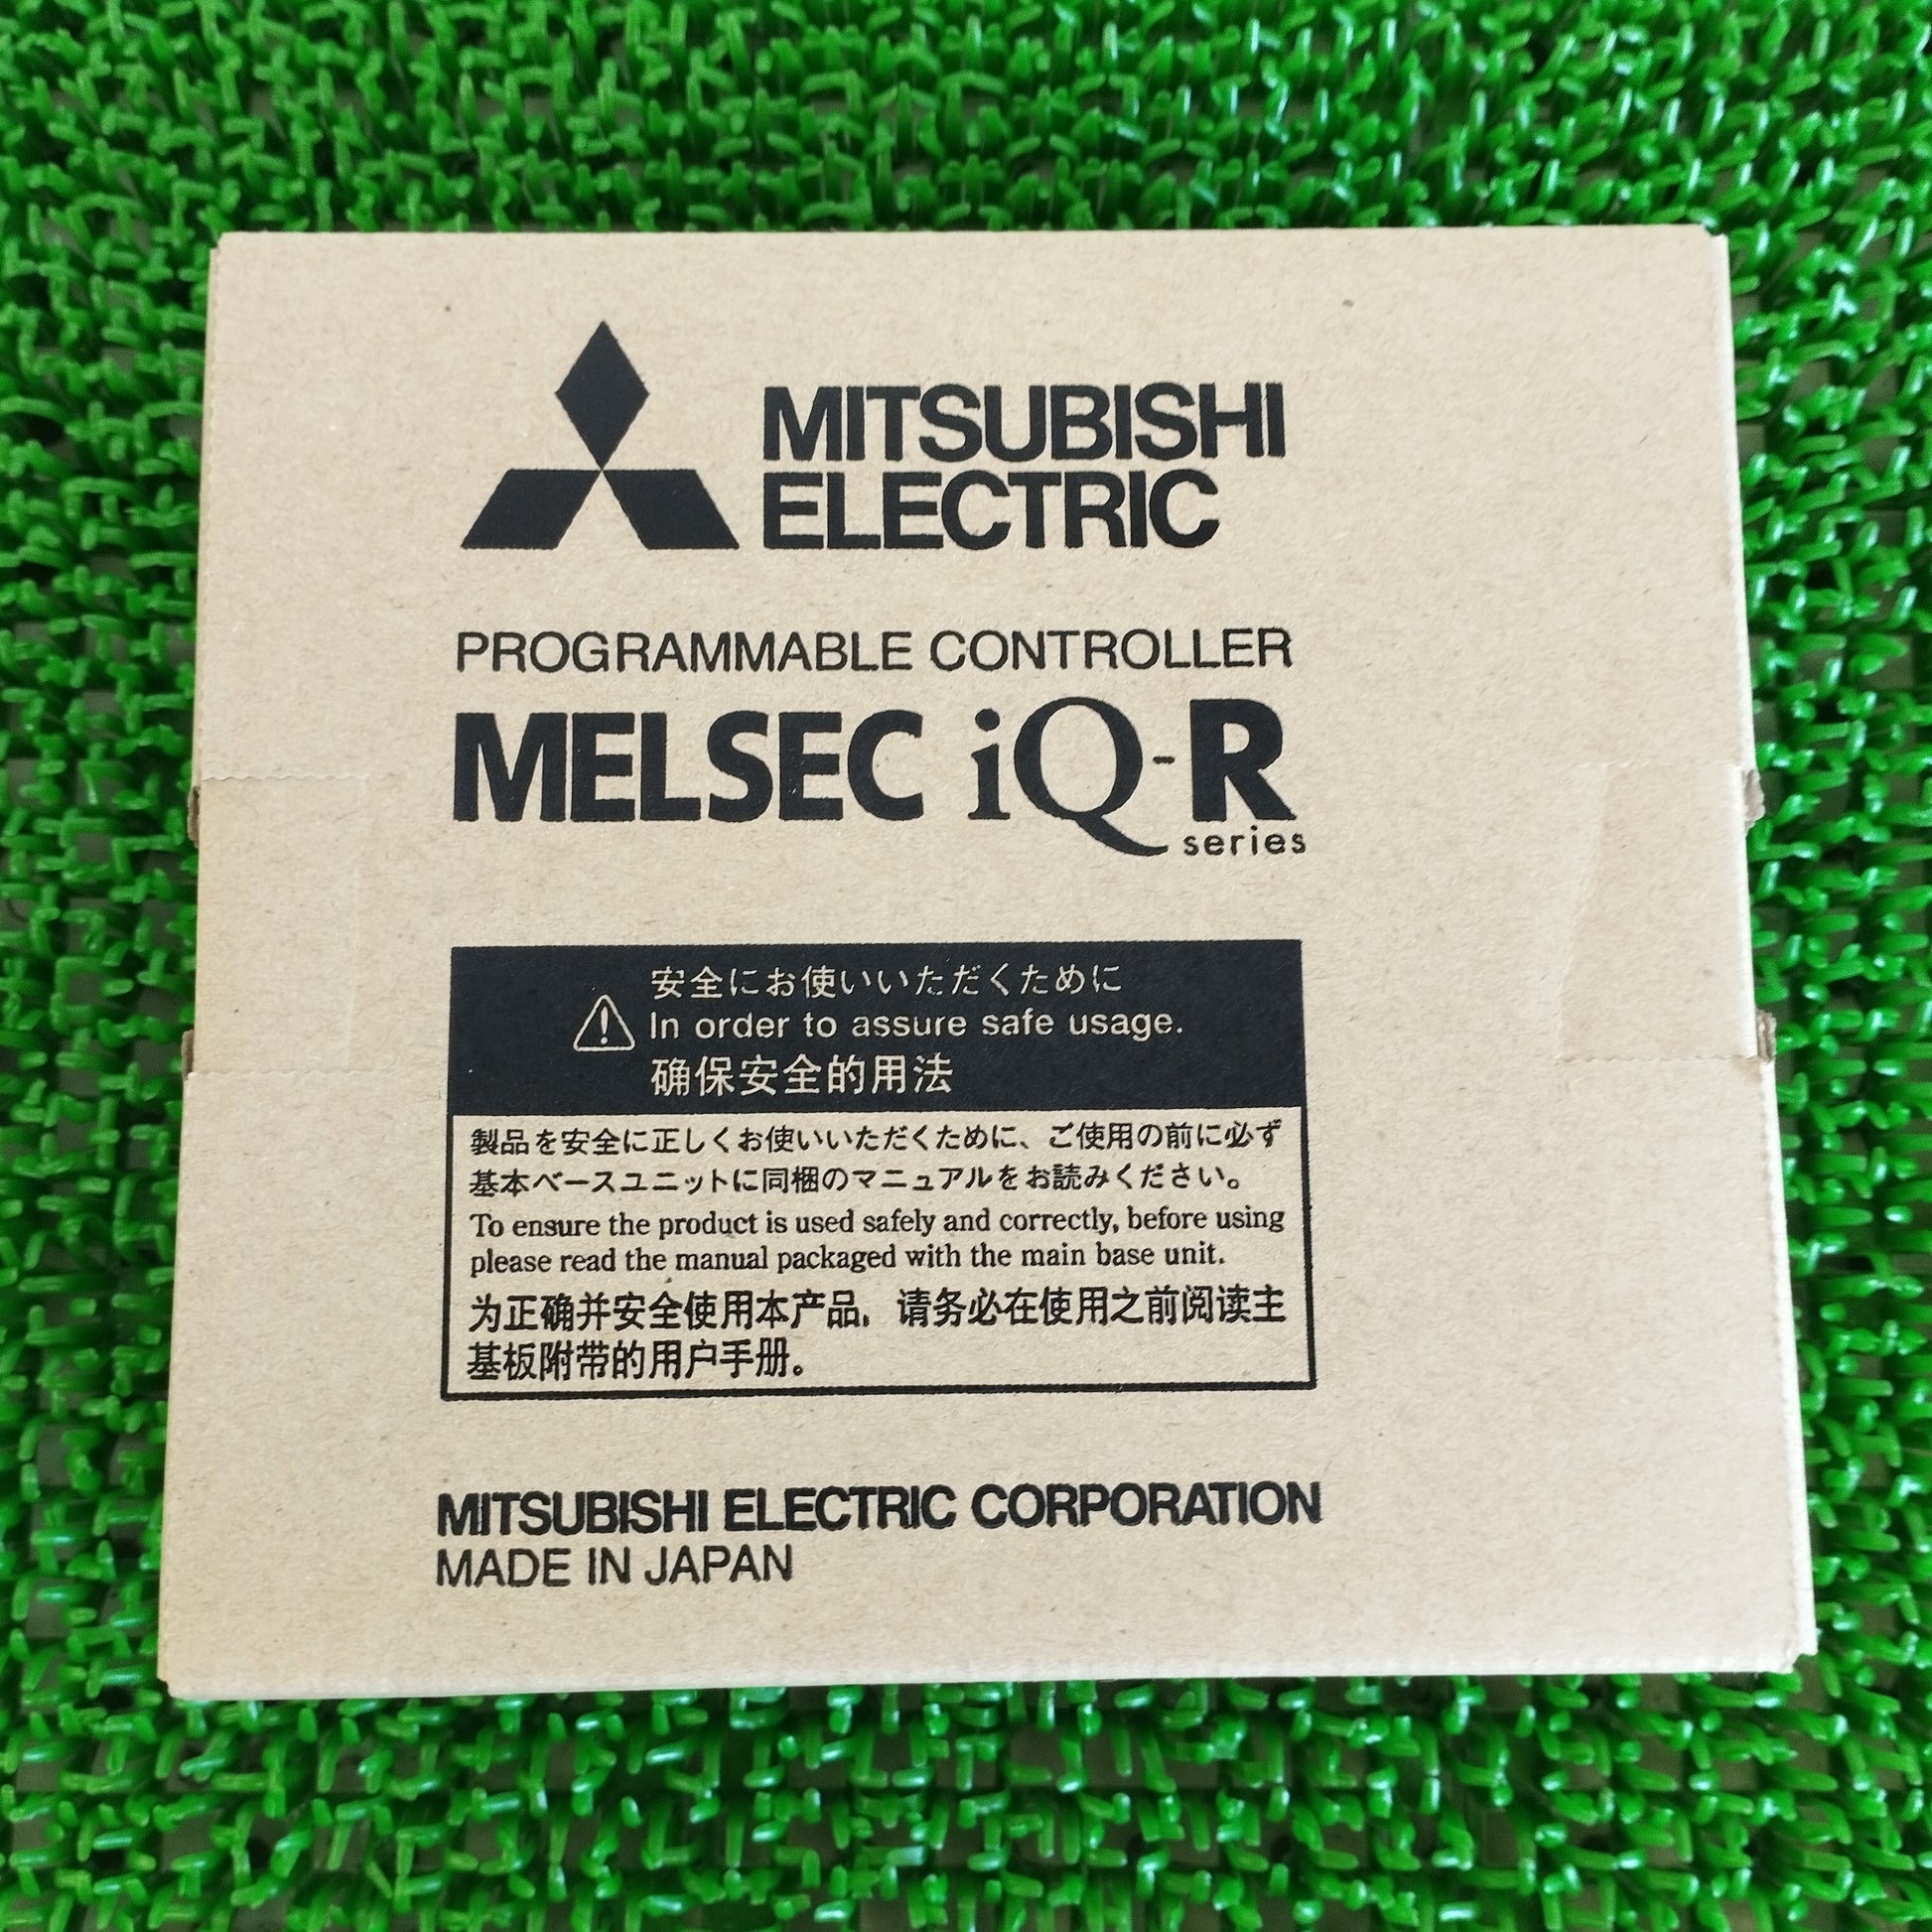 MITSUBISHI
ELECTRIC
PROGRAMMABLE CONTROLLER
MELSEC iQ-R
series
安全にお使いいただくために
In order to assure safe usage.
确保安全的用法
製品を安全に正しくお使いいただくために、ご使用の前に必ず
基本ベースユニットに同梱のマニュアルをお読みください。
To ensure the product is used safely and correctly, before using
please read the manual packaged with the main base unit.
为正确并安全使用本产品，请务必在使用之前阅读主
基板附带的用户手册。
MITSUBISHI ELECTRIC CORPORATION
MADE IN JAPAN